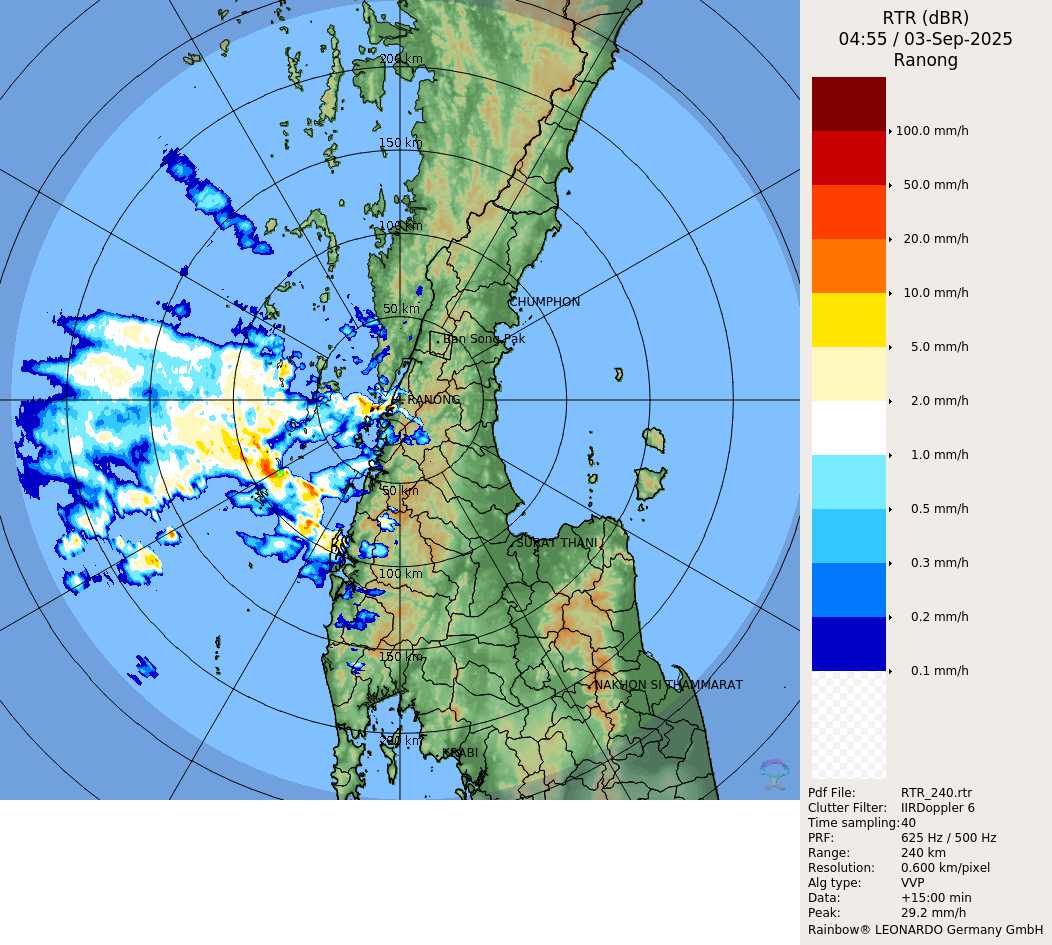 RTR (dBR)
04:55 / 03-Sep-2025
Ranong
200 km
150 km
100 km
50 km
CHUMPHON
Ban Song Pak
RANONG
50 km
SURAT THANI
100 km
150 km
NAKHON SI THAMMARAT
200 km
KRABI
100.0 mm/h
50.0 mm/h
20.0 mm/h
10.0 mm/h
5.0 mm/h
2.0 mm/h
1.0 mm/h
0.5 mm/h
0.3 mm/h
0.2 mm/h
0.1 mm/h
Pdf File: RTR_240.rtr
Clutter Filter: IIRDoppler 6
Time sampling: 40
PRF: 625 Hz / 500 Hz
Range: 240 km
Resolution: 0.600 km/pixel
Alg type: VVP
Data: +15:00 min
Peak: 29.2 mm/h
Rainbow® LEONARDO Germany GmbH